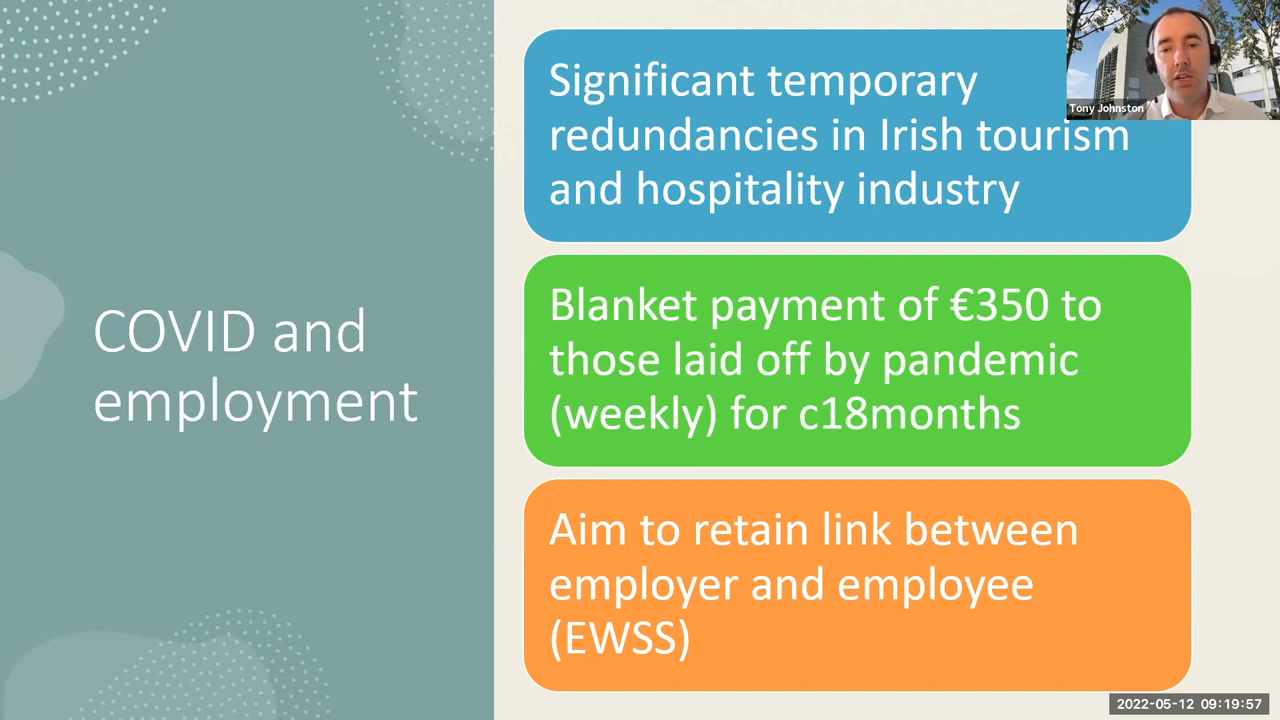 COVID and
employment
Significant temporary
redundancies in Irish tourism
and hospitality industry
Blanket payment of €350 to
those laid off by pandemic
(weekly) for c18months
Aim to retain link between
employer and employee
(EWSS)
Tony Johnston
2022-05-12 09:19:57